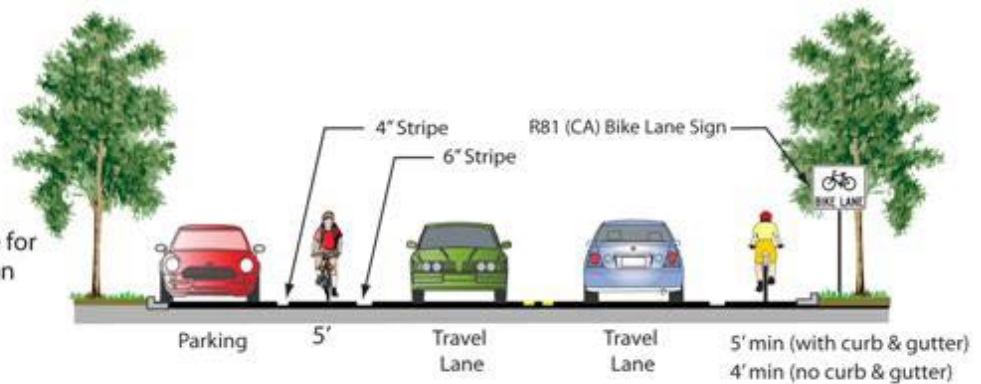 4" Stripe
R81 (CA) Bike Lane Sign
6" Stripe
BIKE LANE
for
n
Parking
5'
Travel
Lane
Travel
Lane
5' min (with curb & gutter)
4' min (no curb & gutter)